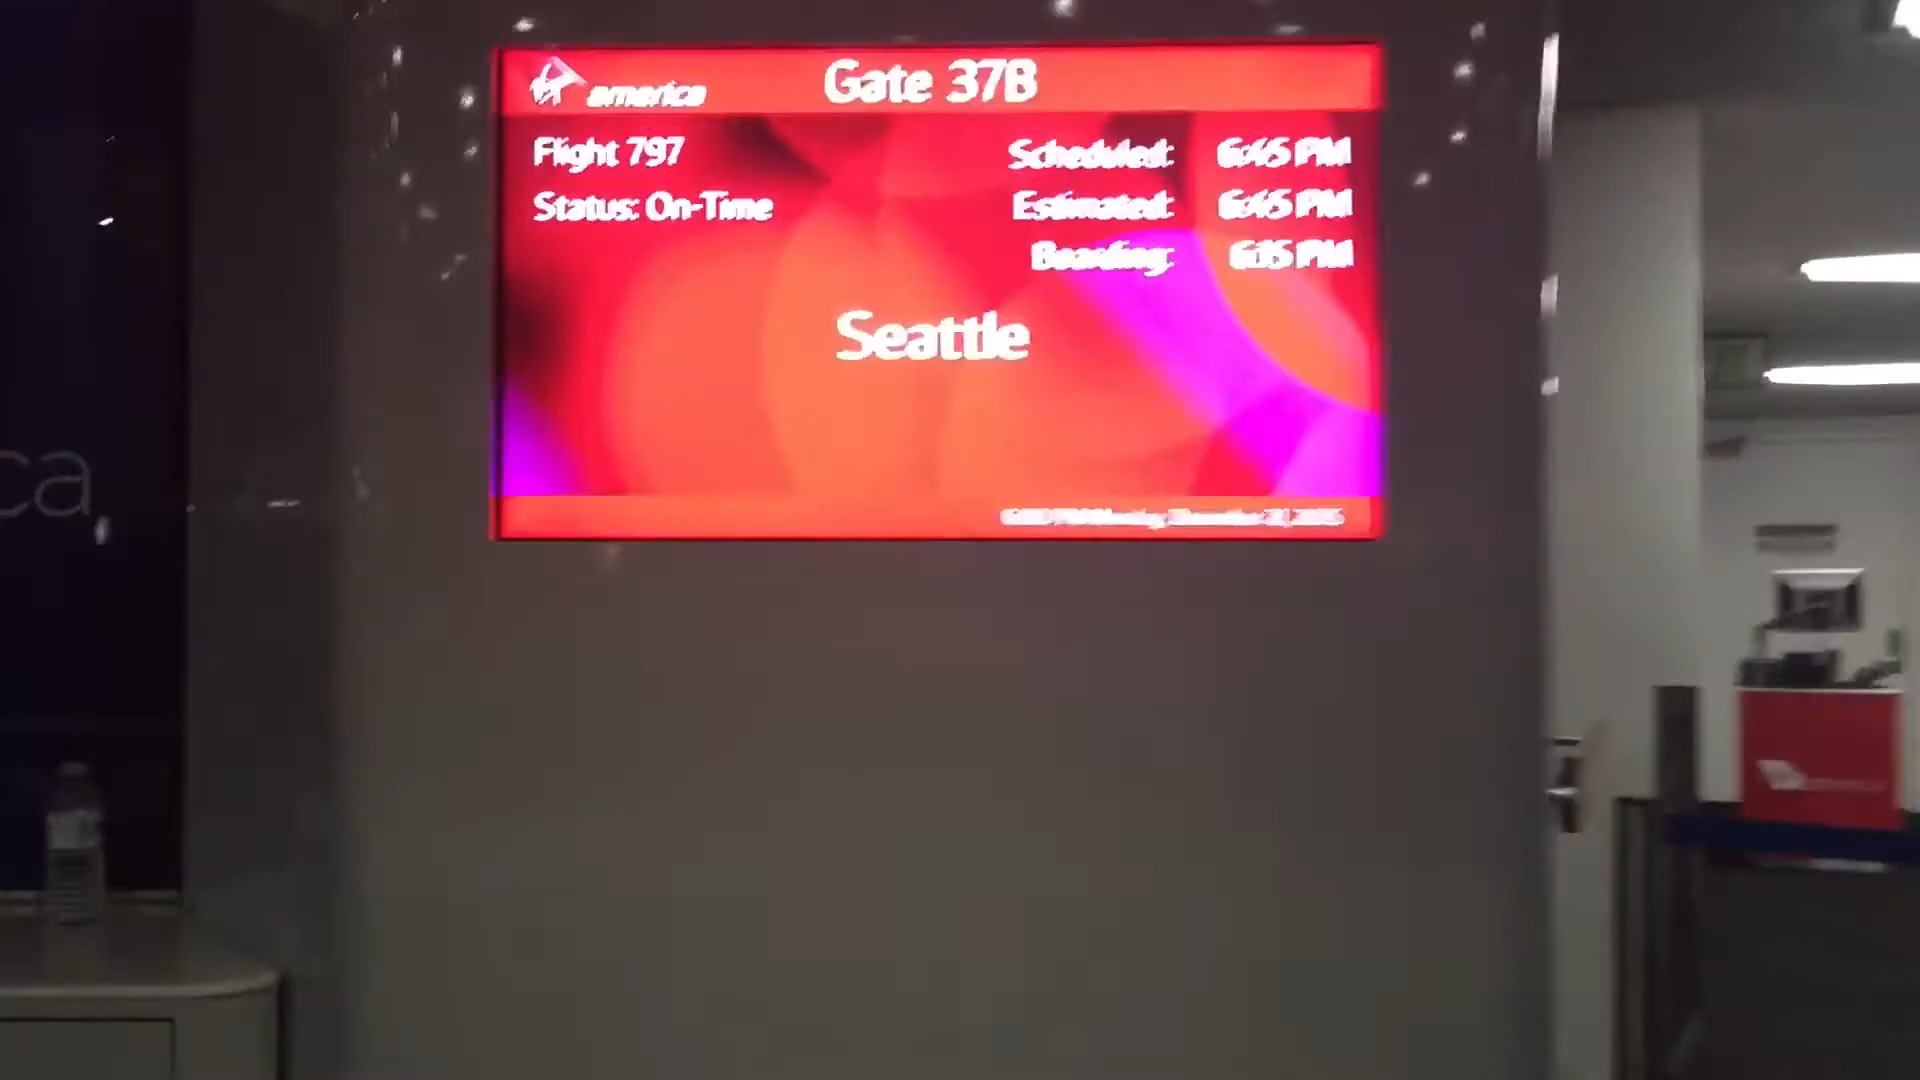 america
Gate 37B
Flight 797
Scheduled: 6:45 PM
Status: On-Time
Estimated: 6:45 PM
Boarding: 6:15 PM
Seattle
ca